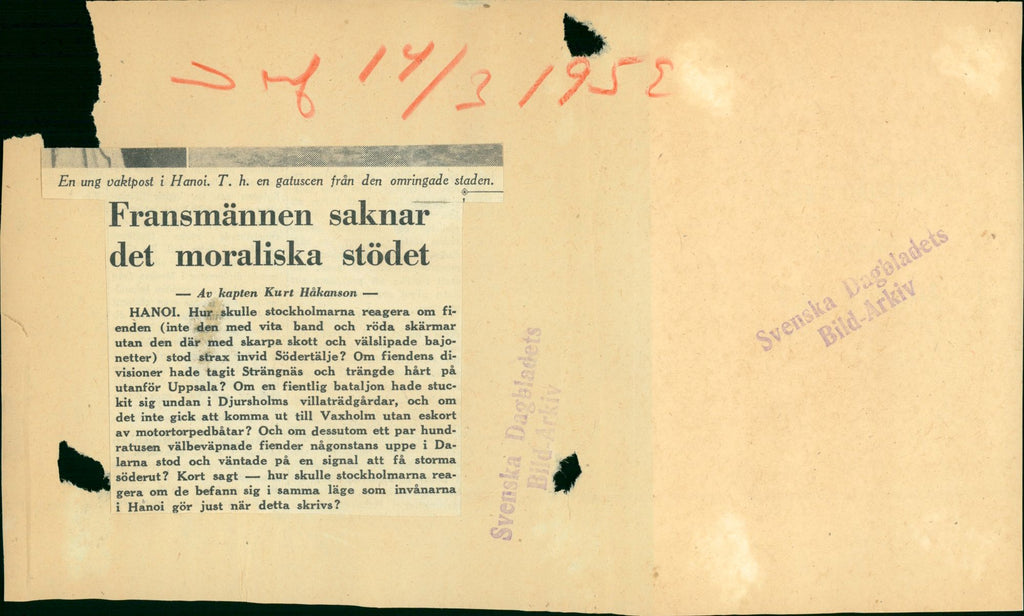 14/3 1952
En ung vaktpost i Hanoi. T. h. en gatuscen från den omringade staden.
Fransmännen saknar
det moraliska stödet
— Av kapten Kurt Håkanson —
HANOI. Hur skulle stockholmarna reagera om fi-
enden (inte den med vita band och röda skärmar
utan den där med skarpa skott och välslipade bajo-
netter) stod strax invid Södertälje? Om fiendens di-
visioner hade tagit Strängnäs och trängde hårt på
utanför Uppsala? Om en fientlig bataljon hade stuc-
kit sig undan i Djursholms villaträdgårdar, och om
det inte gick att komma ut till Vaxholm utan eskort
av motortorpedbåtar? Och om dessutom ett par hund-
ratusen välbeväpnade fiender någonstans uppe i Da-
larna stod och väntade på en signal att få storma
söderut? Kort sagt — hur skulle stockholmarna rea-
gera om de befann sig i samma läge som invånarna
i Hanoi gör just när detta skrivs?
Svenska Dagbladets
Bild-Arkiv
Svenska Dagbladets
Bild-Arkiv